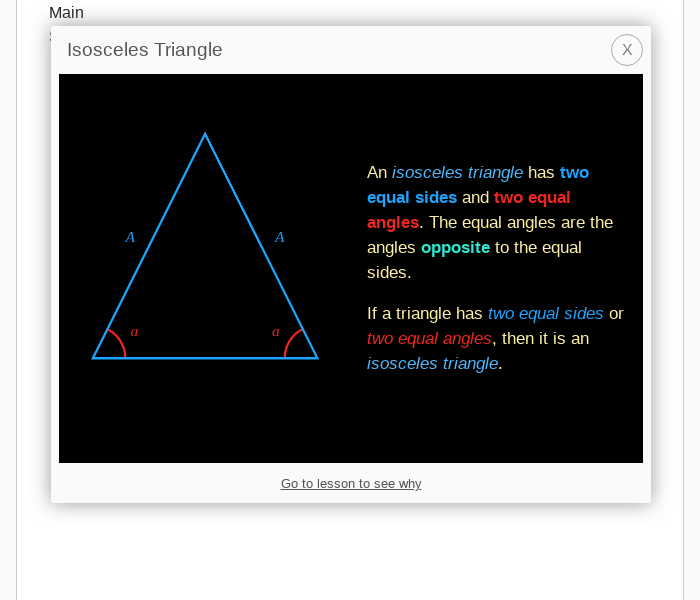 Main
Isosceles Triangle
X
A
A
a
a
An isosceles triangle has two
equal sides and two equal
angles. The equal angles are the
angles opposite to the equal
sides.
If a triangle has two equal sides or
two equal angles, then it is an
isosceles triangle.
Go to lesson to see why